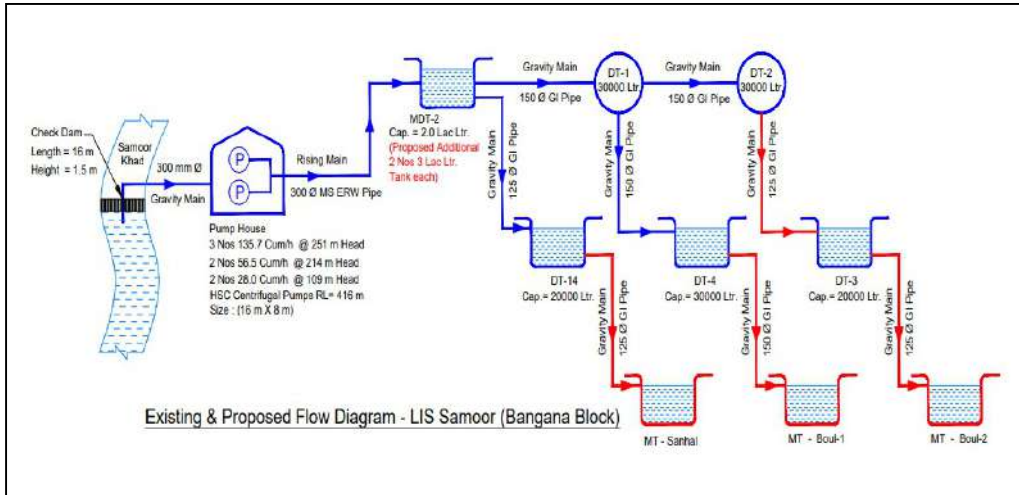 Check Dam
Length = 16 m
Height = 1.5 m
Samoor
Khad
300 mm Ø
Gravity Main
P
P
Pump House
3 Nos 135.7 Cum/h @ 251 m Head
2 Nos 56.5 Cum/h @ 214 m Head
2 Nos 28.0 Cum/h @ 109 m Head
HSC Centrifugal Pumps RL= 416 m
Size : (16 m X 8 m)
Rising Main
300 Ø MS ERW Pipe
MDT-2
Cap. = 2.0 Lac Ltr.
(Proposed Additional
2 Nos 3 Lac Ltr.
Tank each)
Gravity Main
150 Ø GI Pipe
DT-1
30000 Ltr.
Gravity Main
150 Ø GI Pipe
DT-2
30000 Ltr.
Gravity Main
125 Ø GI Pipe
Gravity Main
150 Ø GI Pipe
Gravity Main
125 Ø GI Pipe
DT-14
Cap.= 20000 Ltr.
DT-4
Cap.= 30000 Ltr.
DT-3
Cap.= 20000 Ltr.
Gravity Main
125 Ø GI Pipe
Gravity Main
150 Ø GI Pipe
Gravity Main
125 Ø GI Pipe
MT - Sanhal
MT - Boul-1
MT - Boul-2
Existing & Proposed Flow Diagram - LIS Samoor (Bangana Block)